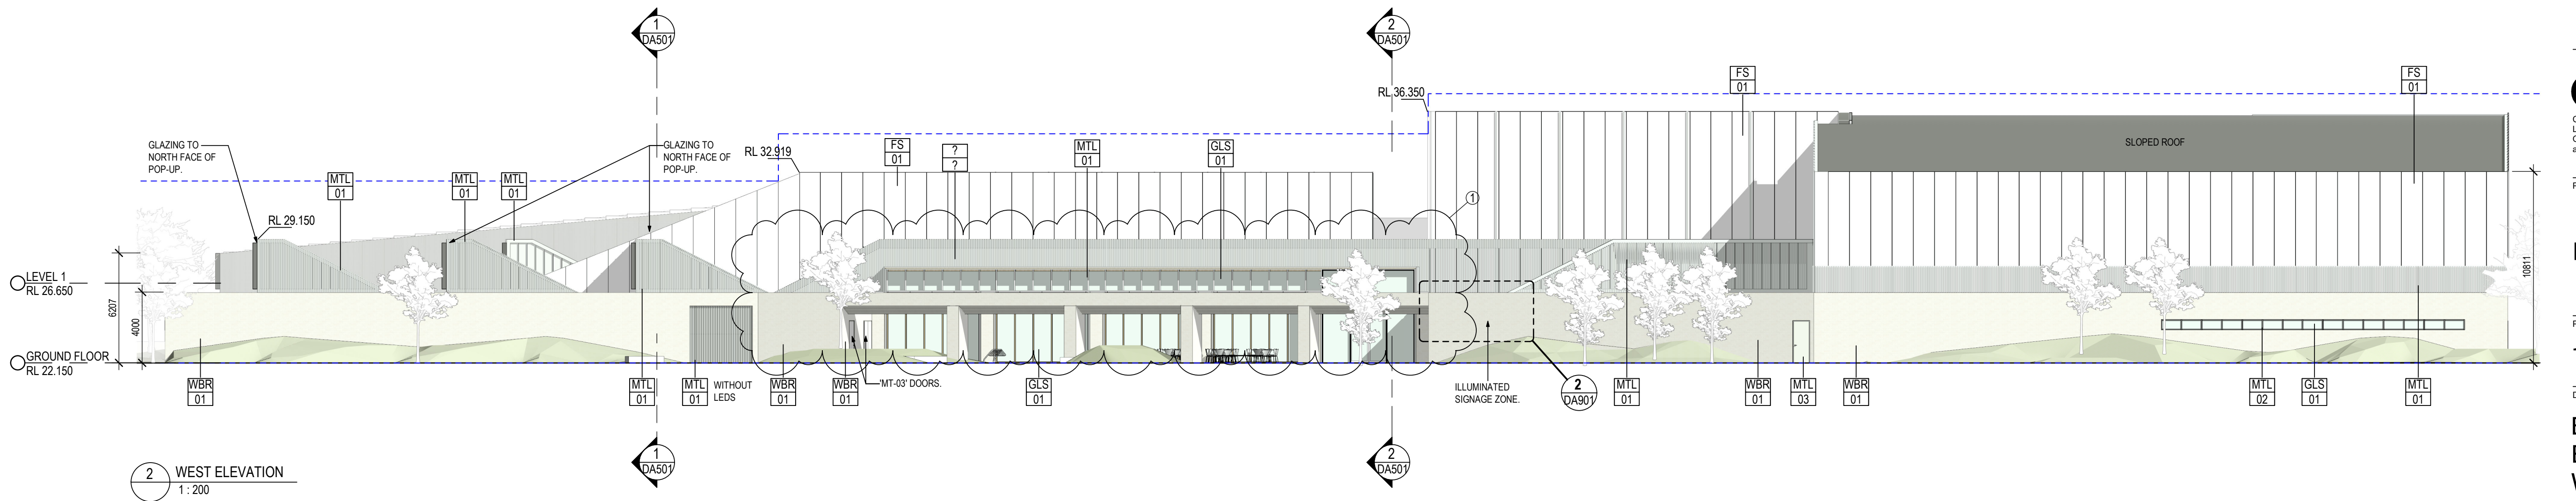 1
DA501
2
DA501
FS
01
FS
01
RL 36.350
GLAZING TO
NORTH FACE OF
POP-UP.
GLAZING TO
NORTH FACE OF
POP-UP.
RL 32.919
FS
01
?
?
MTL
01
GLS
01
SLOPED ROOF
MTL
01
MTL
01
MTL
01
RL 29.150
1
LEVEL 1
RL 26.650
6207
4000
10811
GROUND FLOOR
RL 22.150
WBR
01
MTL
01
MTL
01
WITHOUT
LEDS
WBR
01
WBR
01
'MT-03' DOORS.
GLS
01
ILLUMINATED
SIGNAGE ZONE.
2
DA901
MTL
01
WBR
01
MTL
03
WBR
01
MTL
02
GLS
01
MTL
01
1
DA501
2
DA501
2
WEST ELEVATION
1 : 200